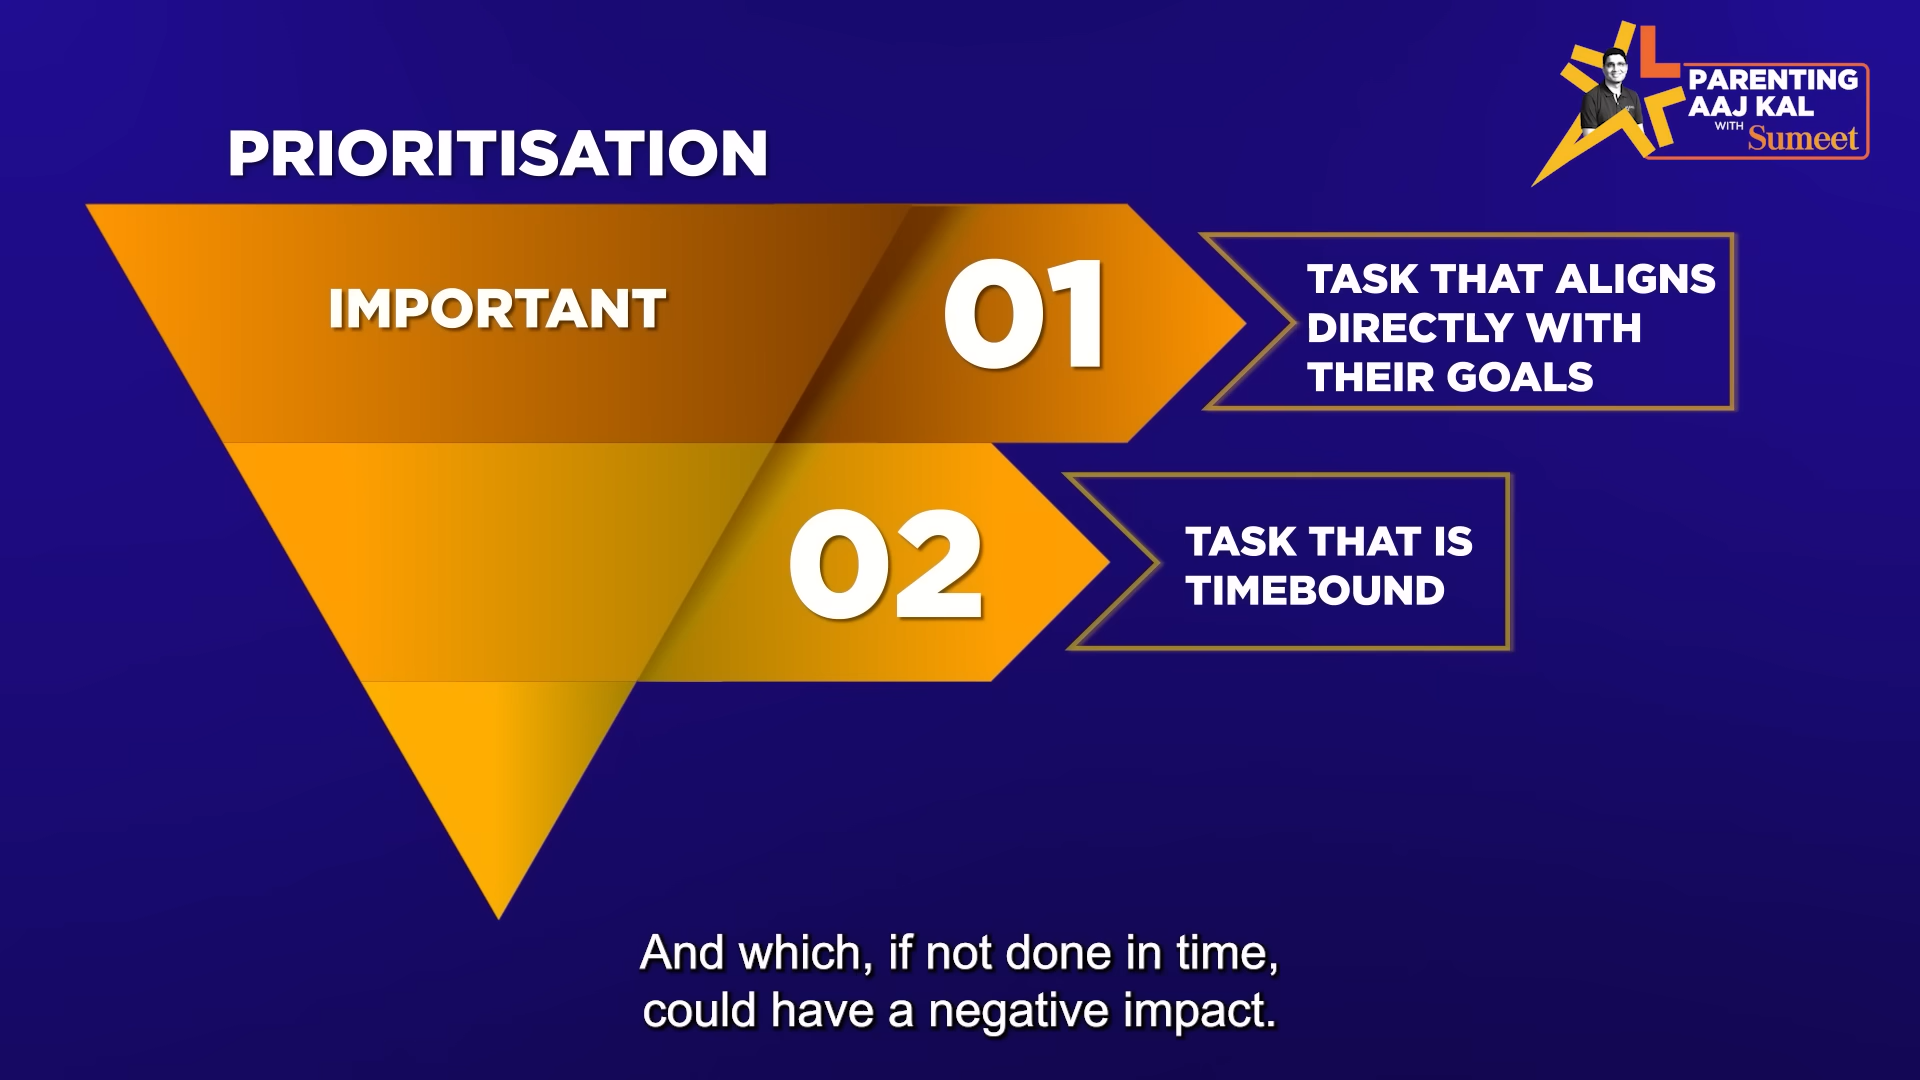 PARENTING
AAJ KAL
WITH Sumeet
PRIORITISATION
IMPORTANT
01
TASK THAT ALIGNS
DIRECTLY WITH
THEIR GOALS
02
TASK THAT IS
TIMEBOUND
And which, if not done in time,
could have a negative impact.